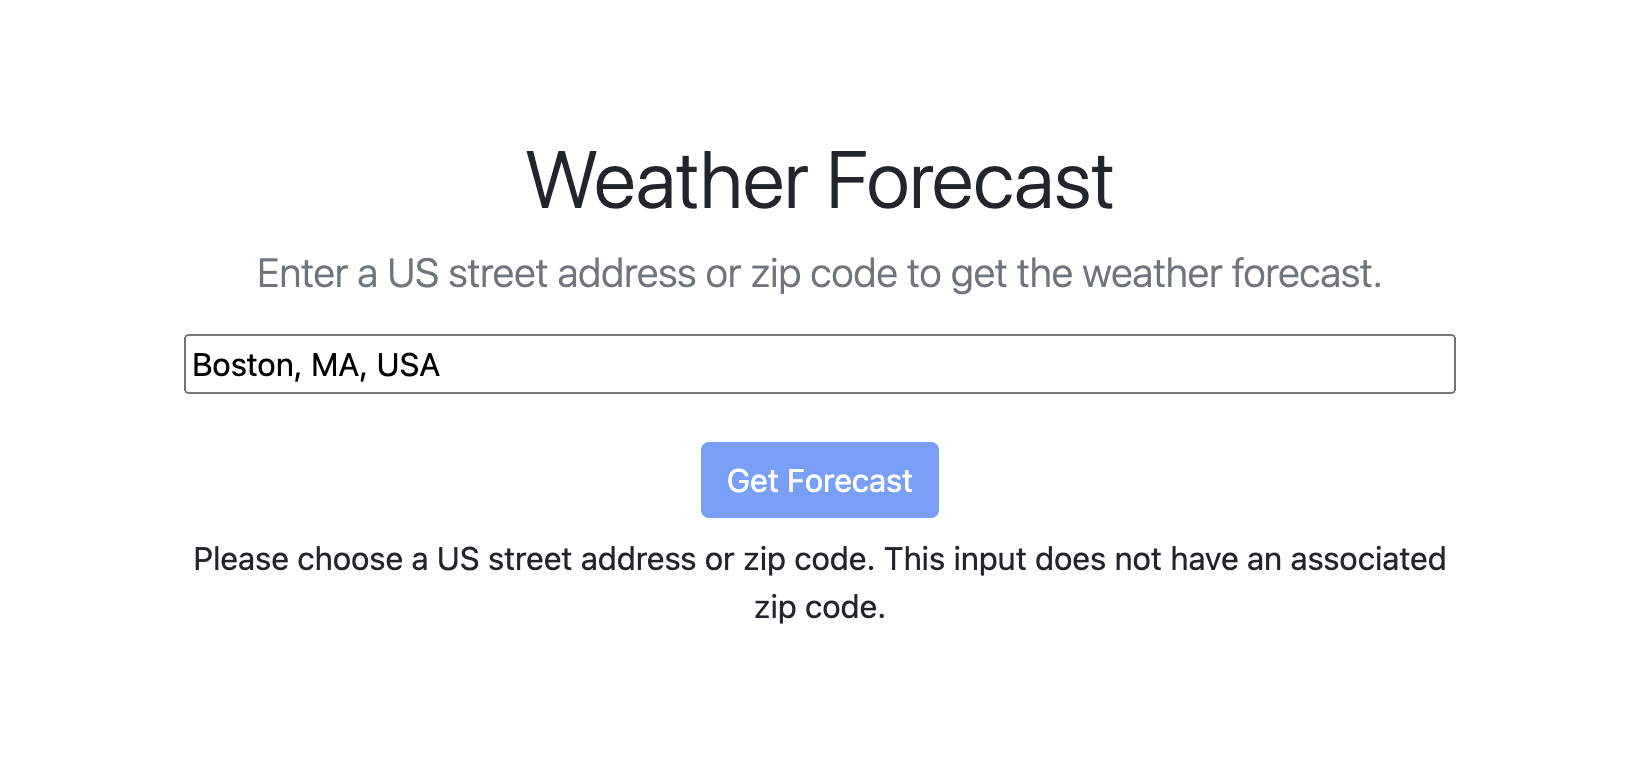 Weather Forecast
Enter a US street address or zip code to get the weather forecast.
Boston, MA, USA
Get Forecast
Please choose a US street address or zip code. This input does not have an associated
zip code.